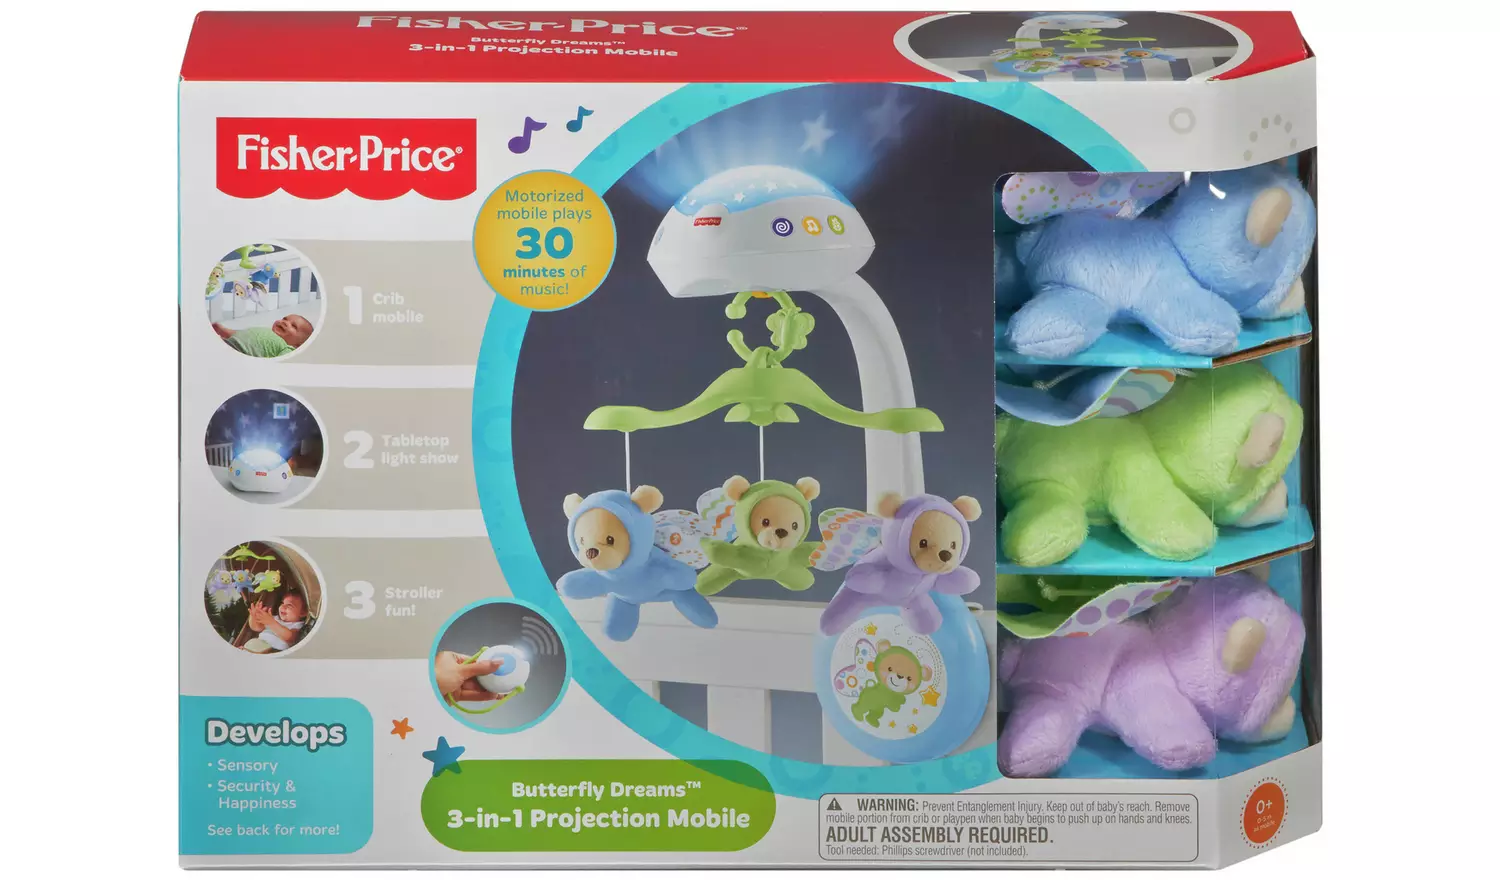 Fisher-Price®
Butterfly Dreams™
3-in-1 Projection Mobile
Fisher-Price®
Motorized
mobile plays
30
minutes of
music!
Fisher-Price
1 Crib
mobile
2 Tabletop
light show
3 Stroller
fun!
Develops
• Sensory
• Security &
Happiness
See back for more!
Butterfly Dreams™
3-in-1 Projection Mobile
WARNING: Prevent Entanglement Injury. Keep out of baby's reach. Remove
mobile portion from crib or playpen when baby begins to push up on hands and knees.
ADULT ASSEMBLY REQUIRED.
Tool needed: Phillips screwdriver (not included).
0+